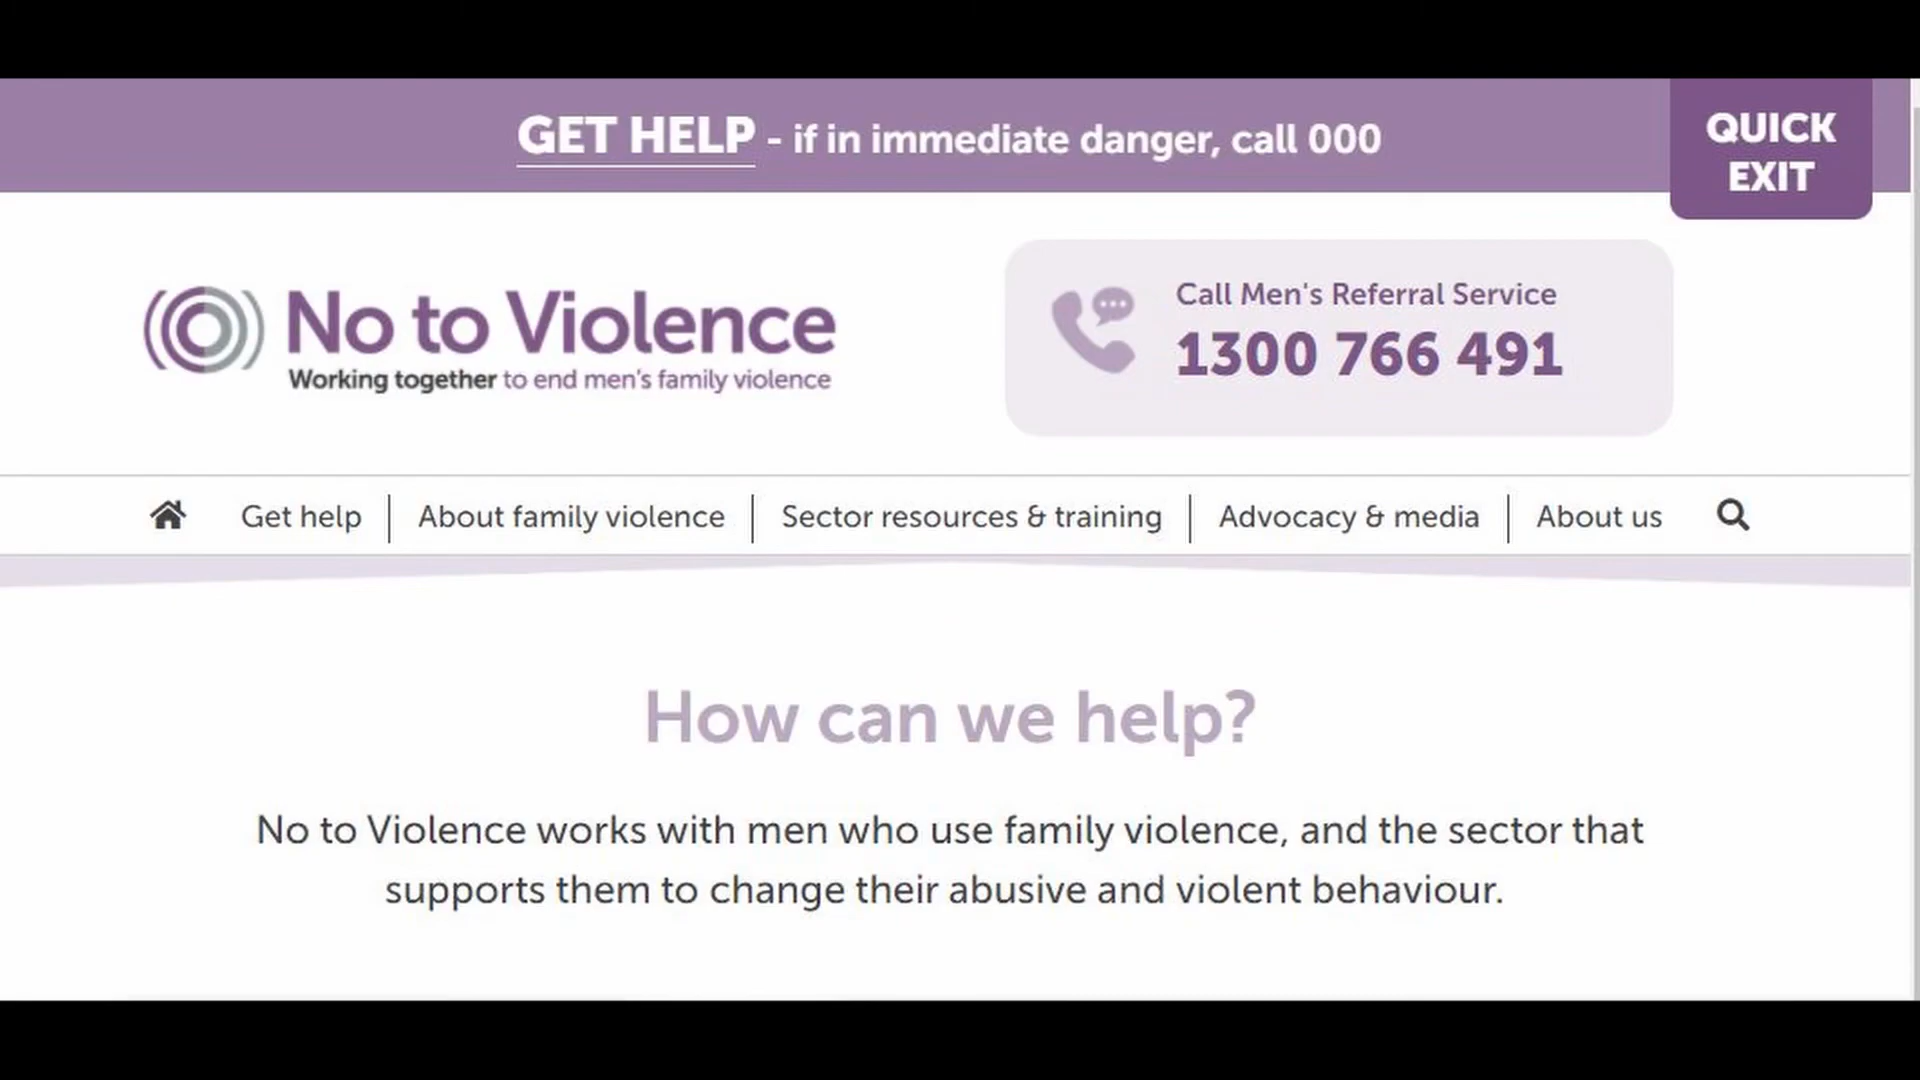 GET HELP - if in immediate danger, call 000
QUICK
EXIT
No to Violence
Working together to end men's family violence
Call Men's Referral Service
1300 766 491
Get help
About family violence
Sector resources & training
Advocacy & media
About us
How can we help?
No to Violence works with men who use family violence, and the sector that
supports them to change their abusive and violent behaviour.